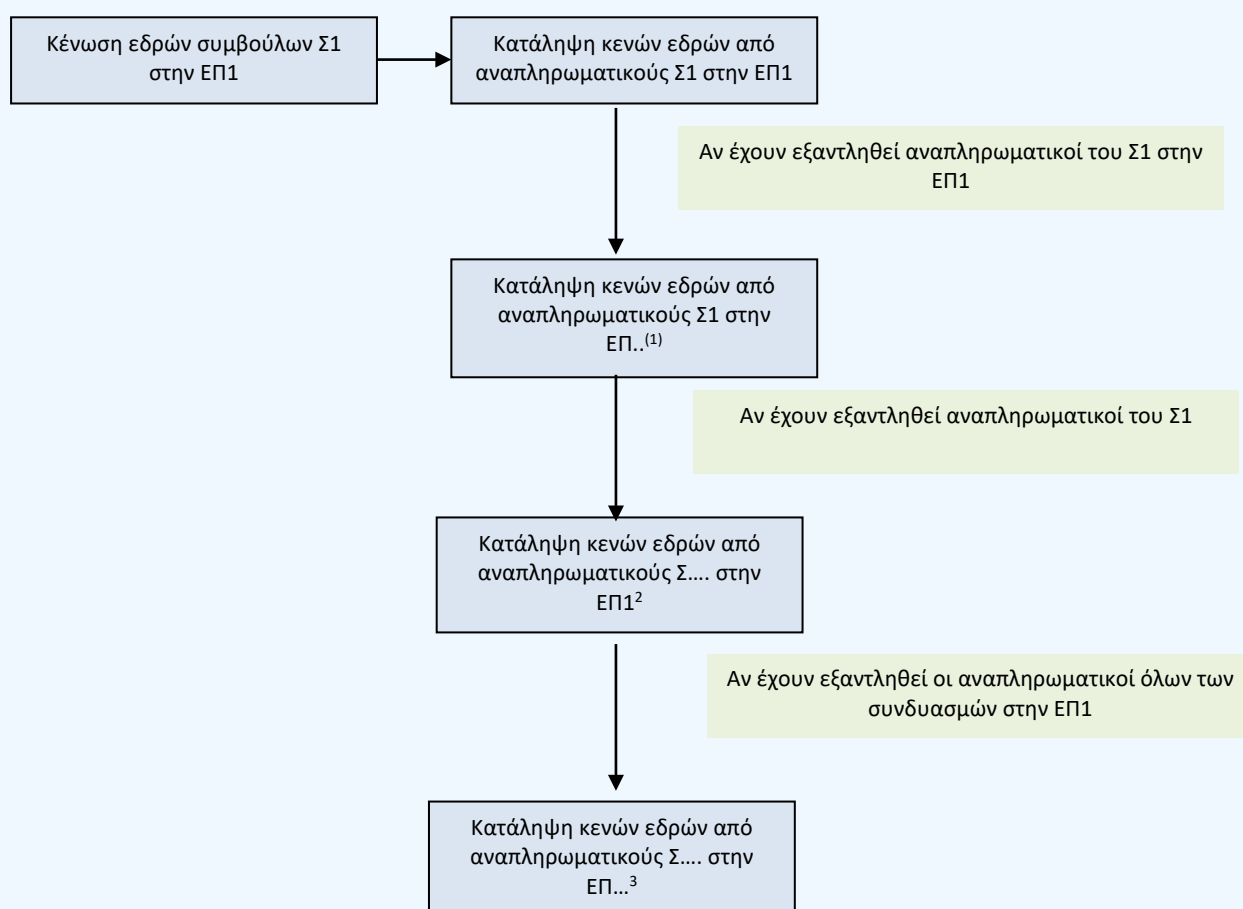 Κένωση εδρών συμβούλων Σ1
στην ΕΠ1
Κατάληψη κενών εδρών από
αναπληρωματικούς Σ1 στην ΕΠ1
Αν έχουν εξαντληθεί αναπληρωματικοί του Σ1 στην
ΕΠ1
Κατάληψη κενών εδρών από
αναπληρωματικούς Σ1 στην
ΕΠ..⁽¹⁾
Αν έχουν εξαντληθεί αναπληρωματικοί του Σ1
Κατάληψη κενών εδρών από
αναπληρωματικούς Σ…. στην
ΕΠ1²
Αν έχουν εξαντληθεί οι αναπληρωματικοί όλων των
συνδυασμών στην ΕΠ1
Κατάληψη κενών εδρών από
αναπληρωματικούς Σ…. στην
ΕΠ…³